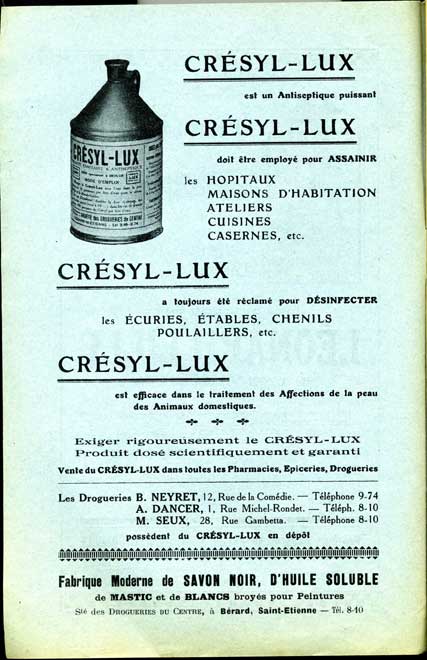 CRÉSYL-LUX
est un Antiseptique puissant
CRÉSYL-LUX
doit être employé pour ASSAINIR
les HOPITAUX
MAISONS D'HABITATION
ATELIERS
CUISINES
CASERNES, etc.
CRÉSYL-LUX
MODE D'EMPLOI
CRÉSYL-LUX
a toujours été réclamé pour DÉSINFECTER
les ÉCURIES, ÉTABLES, CHENILS
POULAILLERS, etc.
CRÉSYL-LUX
est efficace dans le traitement des Affections de la peau
des Animaux domestiques.
Exiger rigoureusement le CRÉSYL-LUX
Produit dosé scientifiquement et garanti
Vente du CRÉSYL-LUX dans toutes les Pharmacies, Epiceries, Drogueries
Les Drogueries B. NEYRET, 12, Rue de la Comédie. — Téléphone 9-74
A. DANCER, 1, Rue Michel-Rondet. — Téléph. 8-10
M. SEUX, 28, Rue Gambetta. — Téléphone 8-10
possèdent du CRÉSYL-LUX en dépôt
Fabrique Moderne de SAVON NOIR, D'HUILE SOLUBLE
de MASTIC et de BLANCS broyés pour Peintures
Sté des DROGUERIES DU CENTRE, à Bérard, Saint-Etienne — Tél. 8-10